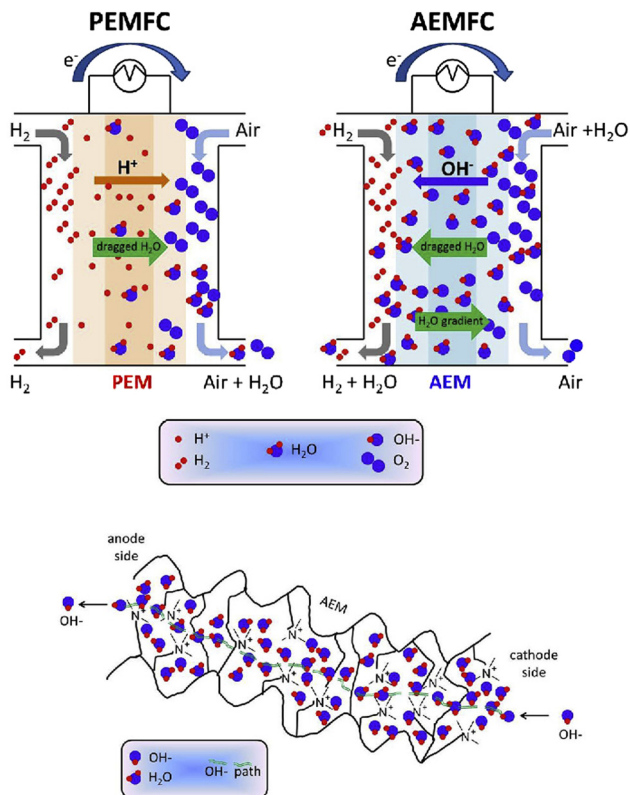 PEMFC
AEMFC
e⁻
e⁻
H₂
Air
H₂
Air +H₂O
H⁺
OH⁻
dragged H₂O
dragged H₂O
H₂O gradient
H₂
PEM
Air + H₂O
H₂ + H₂O
AEM
Air
H⁺
H₂O
OH-
H₂
O₂
anode
side
AEM
OH-
N⁺
N⁺
N⁺
N⁺
N⁺
N⁺
N⁺
N⁺
N⁺
N⁺
N⁺
N⁺
cathode
side
OH-
OH-
H₂O
OH- path